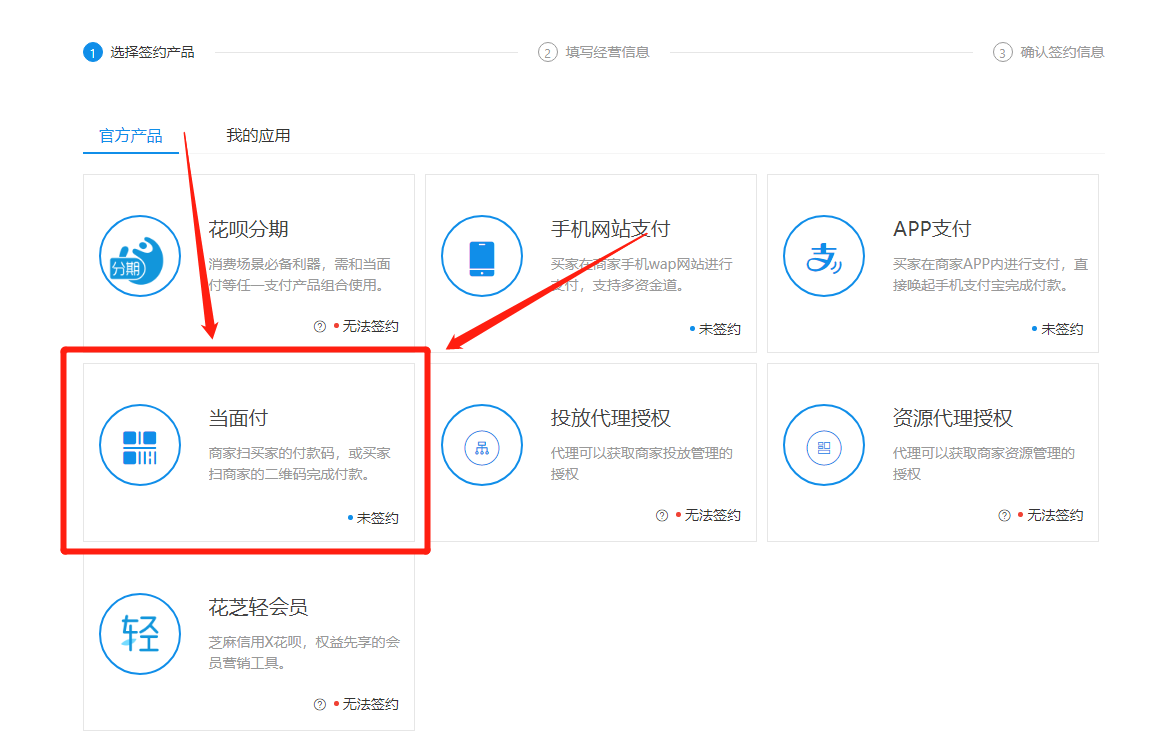 1 选择签约产品
2 填写经营信息
3 确认签约信息
官方产品
我的应用
分期
花呗分期
消费场景必备利器，需和当面
付等任一支付产品组合使用。
? 无法签约
手机网站支付
买家在商家手机wap网站进行
支付，支持多资金道。
未签约
支
APP支付
买家在商家APP内进行支付，直
接唤起手机支付宝完成付款。
未签约
当面付
商家扫买家的付款码，或买家
扫商家的二维码完成付款。
未签约
投放代理授权
代理可以获取商家投放管理的
授权
? 无法签约
资源代理授权
代理可以获取商家资源管理的
授权
? 无法签约
轻
花芝轻会员
芝麻信用X花呗，权益先享的会
员营销工具。
? 无法签约